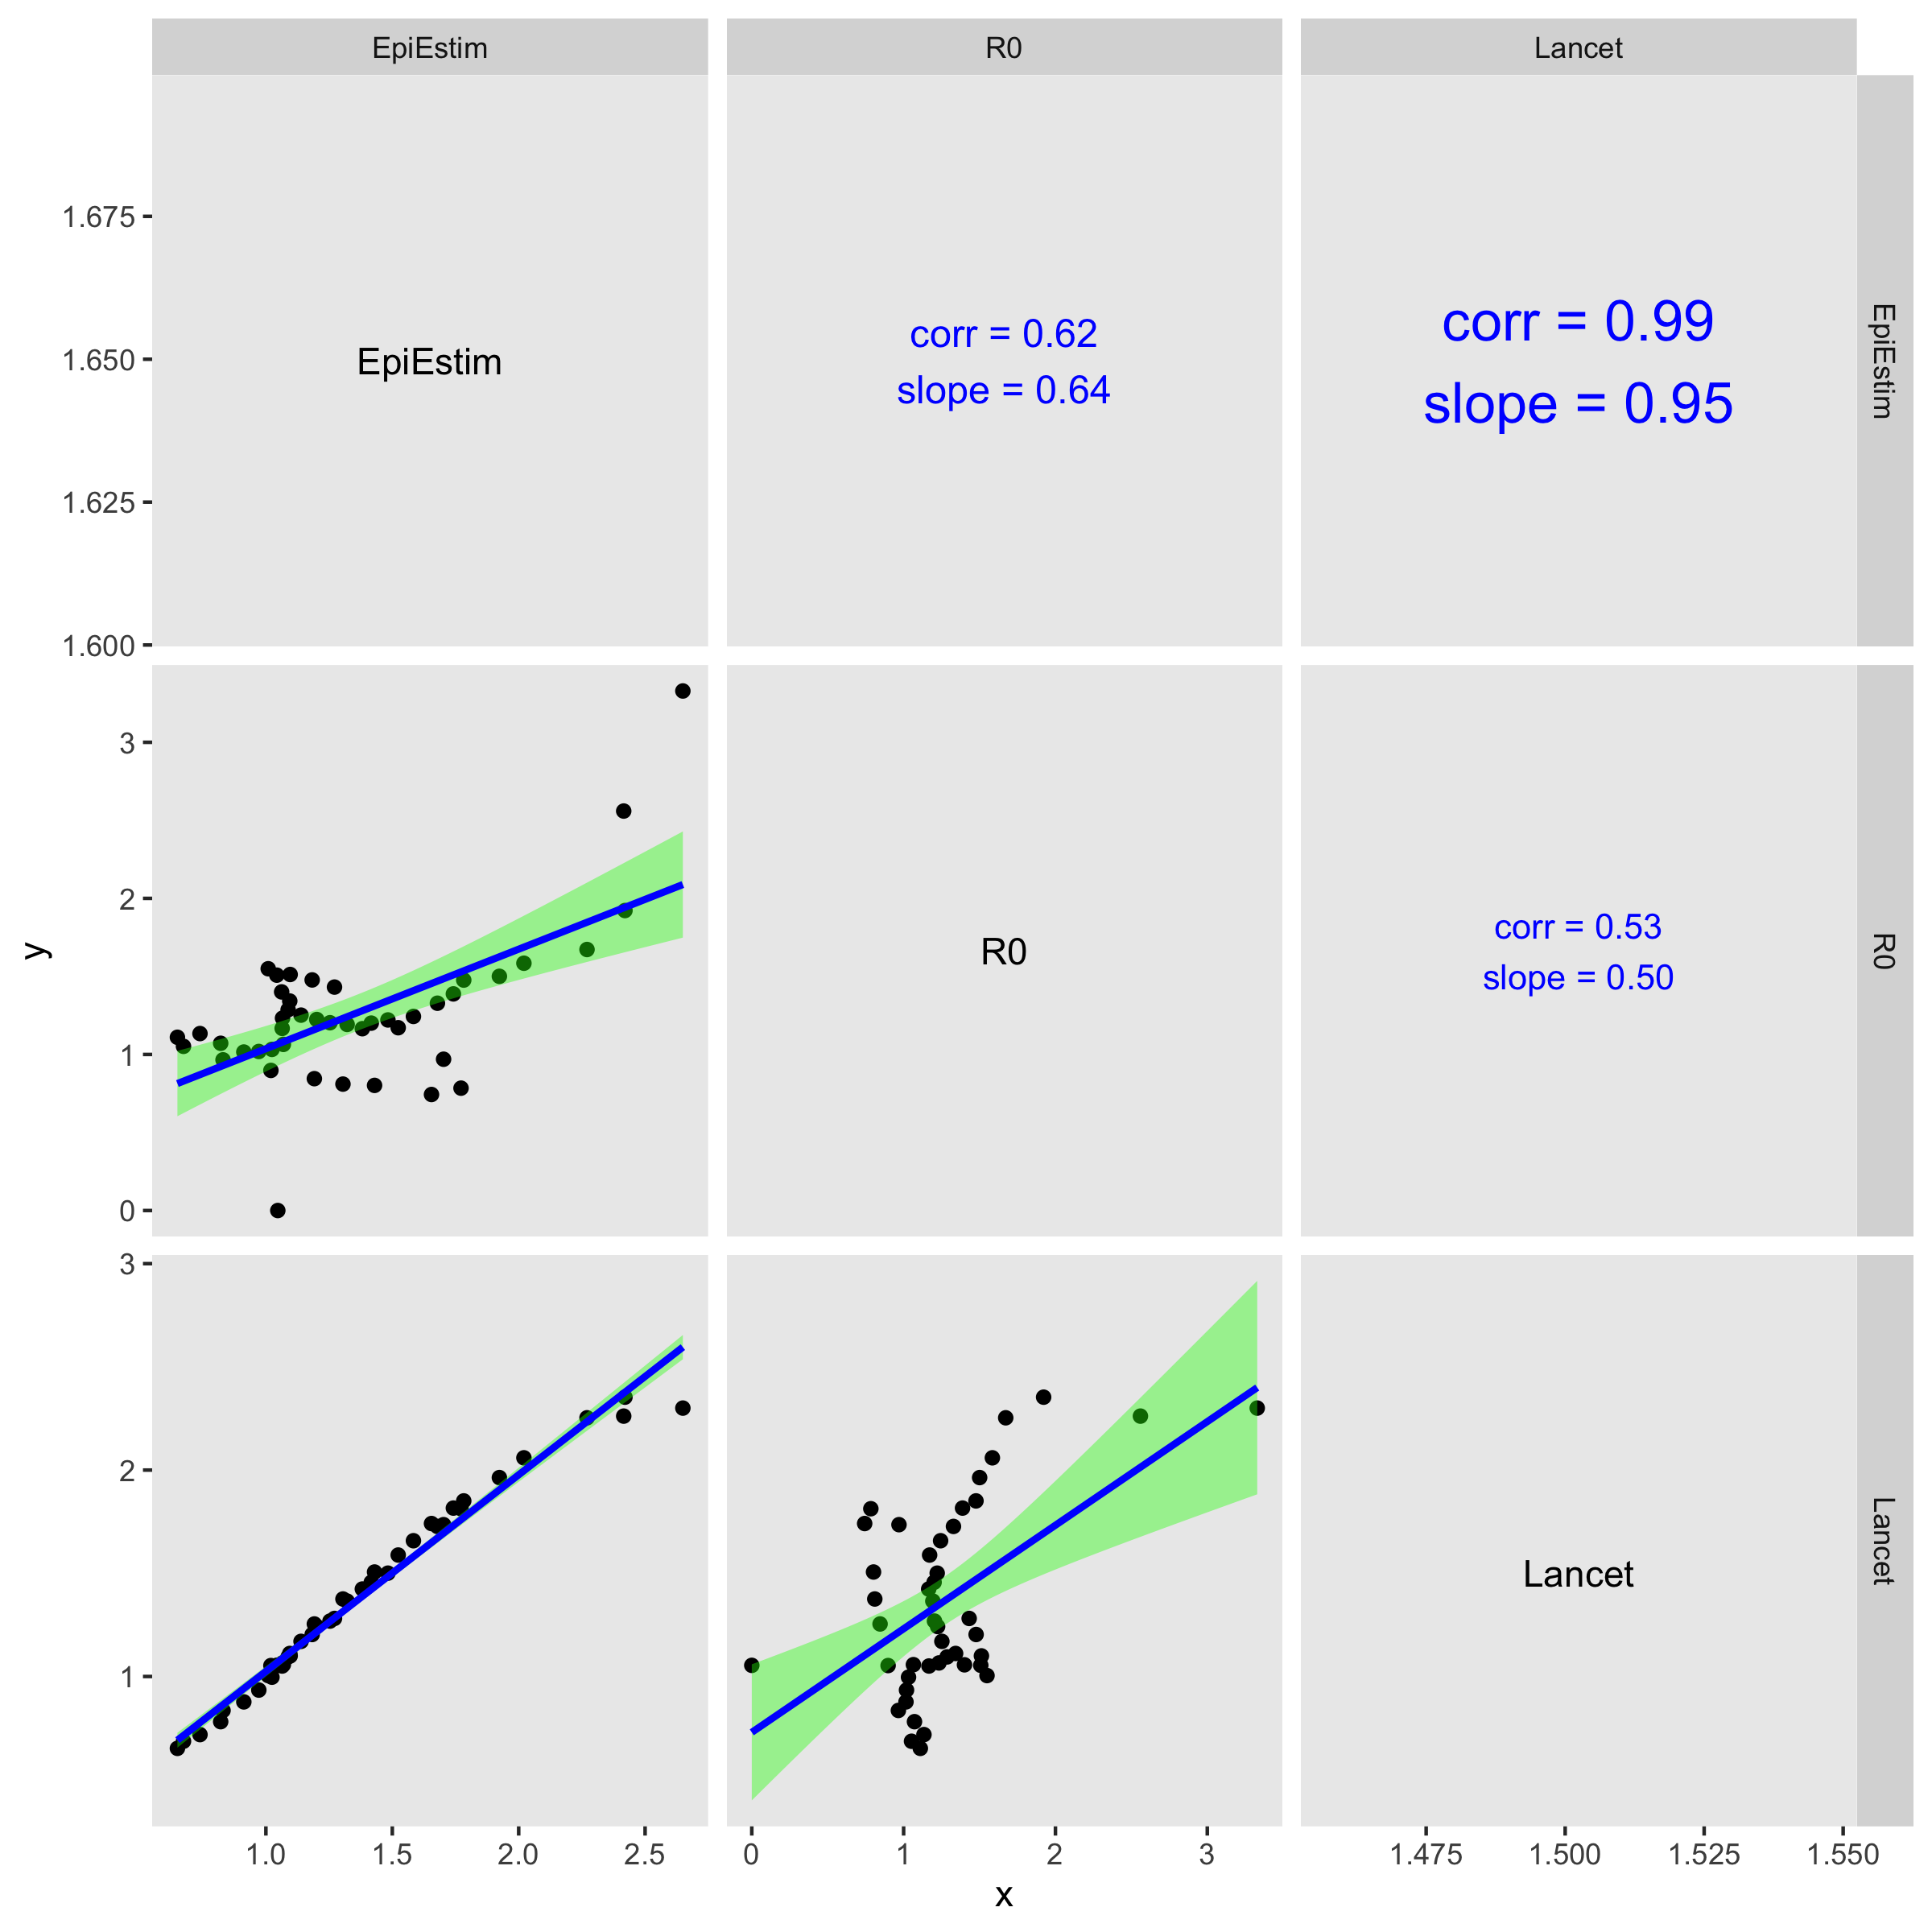 EpiEstim
R0
Lancet
1.675
1.650
1.625
1.600
EpiEstim
corr = 0.62
slope = 0.64
corr = 0.99
slope = 0.95
EpiEstim
y
3
2
1
0
R0
corr = 0.53
slope = 0.50
R0
3
2
1
Lancet
Lancet
1.0
1.5
2.0
2.5
0
1
2
3
1.475
1.500
1.525
1.550
x